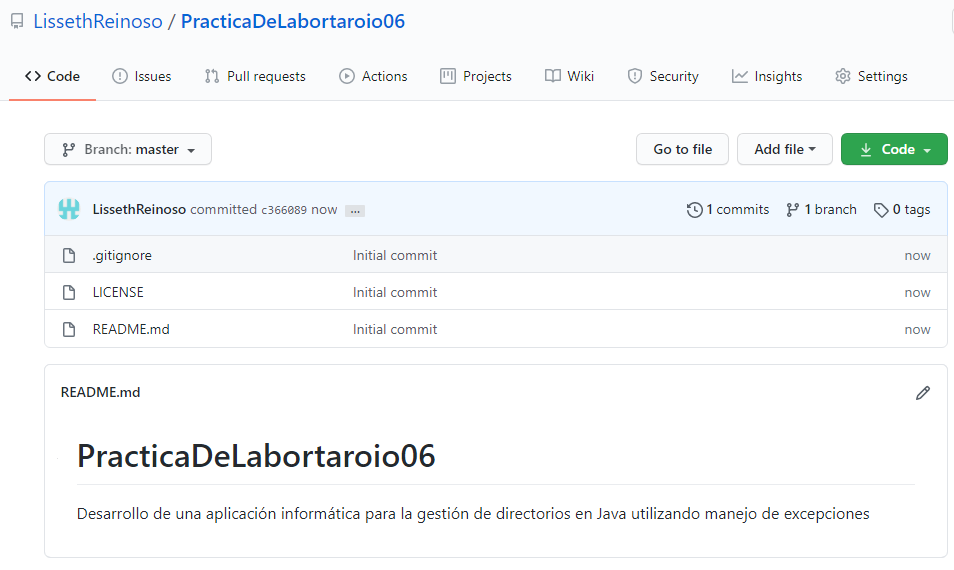 LissethReinoso / PracticaDeLabortaroio06
Code Issues Pull requests Actions Projects Wiki Security Insights Settings
Branch: master Go to file Add file Code
LissethReinoso committed c366089 now ... 1 commits 1 branch 0 tags
.gitignore Initial commit now
LICENSE Initial commit now
README.md Initial commit now
README.md
PracticaDeLabortaroio06
Desarrollo de una aplicación informática para la gestión de directorios en Java utilizando manejo de excepciones